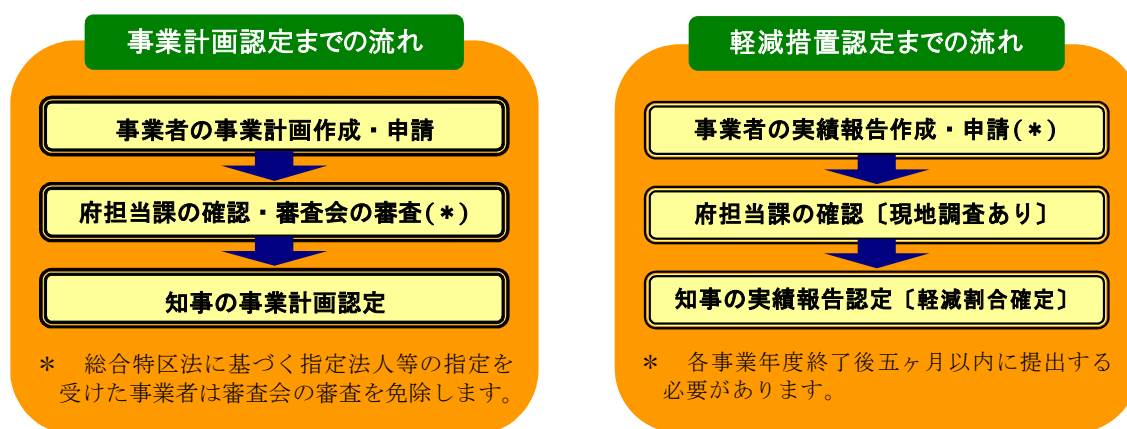 事業計画認定までの流れ
事業者の事業計画作成・申請
府担当課の確認・審査会の審査(*)
知事の事業計画認定
* 総合特区法に基づく指定法人等の指定を
受けた事業者は審査会の審査を免除します。
軽減措置認定までの流れ
事業者の実績報告作成・申請(*)
府担当課の確認〔現地調査あり〕
知事の実績報告認定〔軽減割合確定〕
* 各事業年度終了後五ヶ月以内に提出する
必要があります。